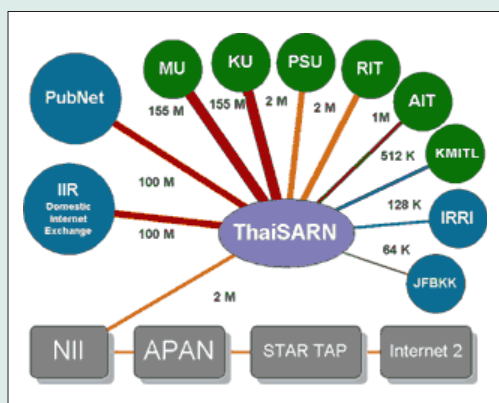 MU
KU
PSU
RIT
AIT
KMITL
IRRI
JFBKK
PubNet
IIR
Domestic
Internet
Exchange
155 M
155 M
2 M
2 M
1M
512 K
128 K
64 K
100 M
100 M
2 M
ThaiSARN
NII
APAN
STAR TAP
Internet 2